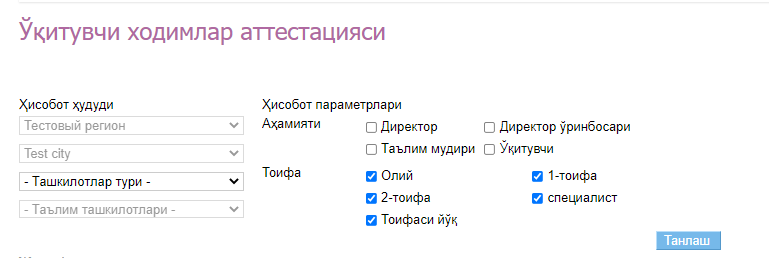 Ўқитувчи ходимлар аттестацияси
Ҳисобот ҳудуди
Ҳисобот параметрлари
Тестовый регион
Аҳамияти
Директор
Директор ўринбосари
Test city
Таълим мудири
Ўқитувчи
- Ташкилотлар тури -
Тоифа
Олий
1-тоифа
2-тоифа
специалист
- Таълим ташкилотлари -
Тоифаси йўқ
Танлаш